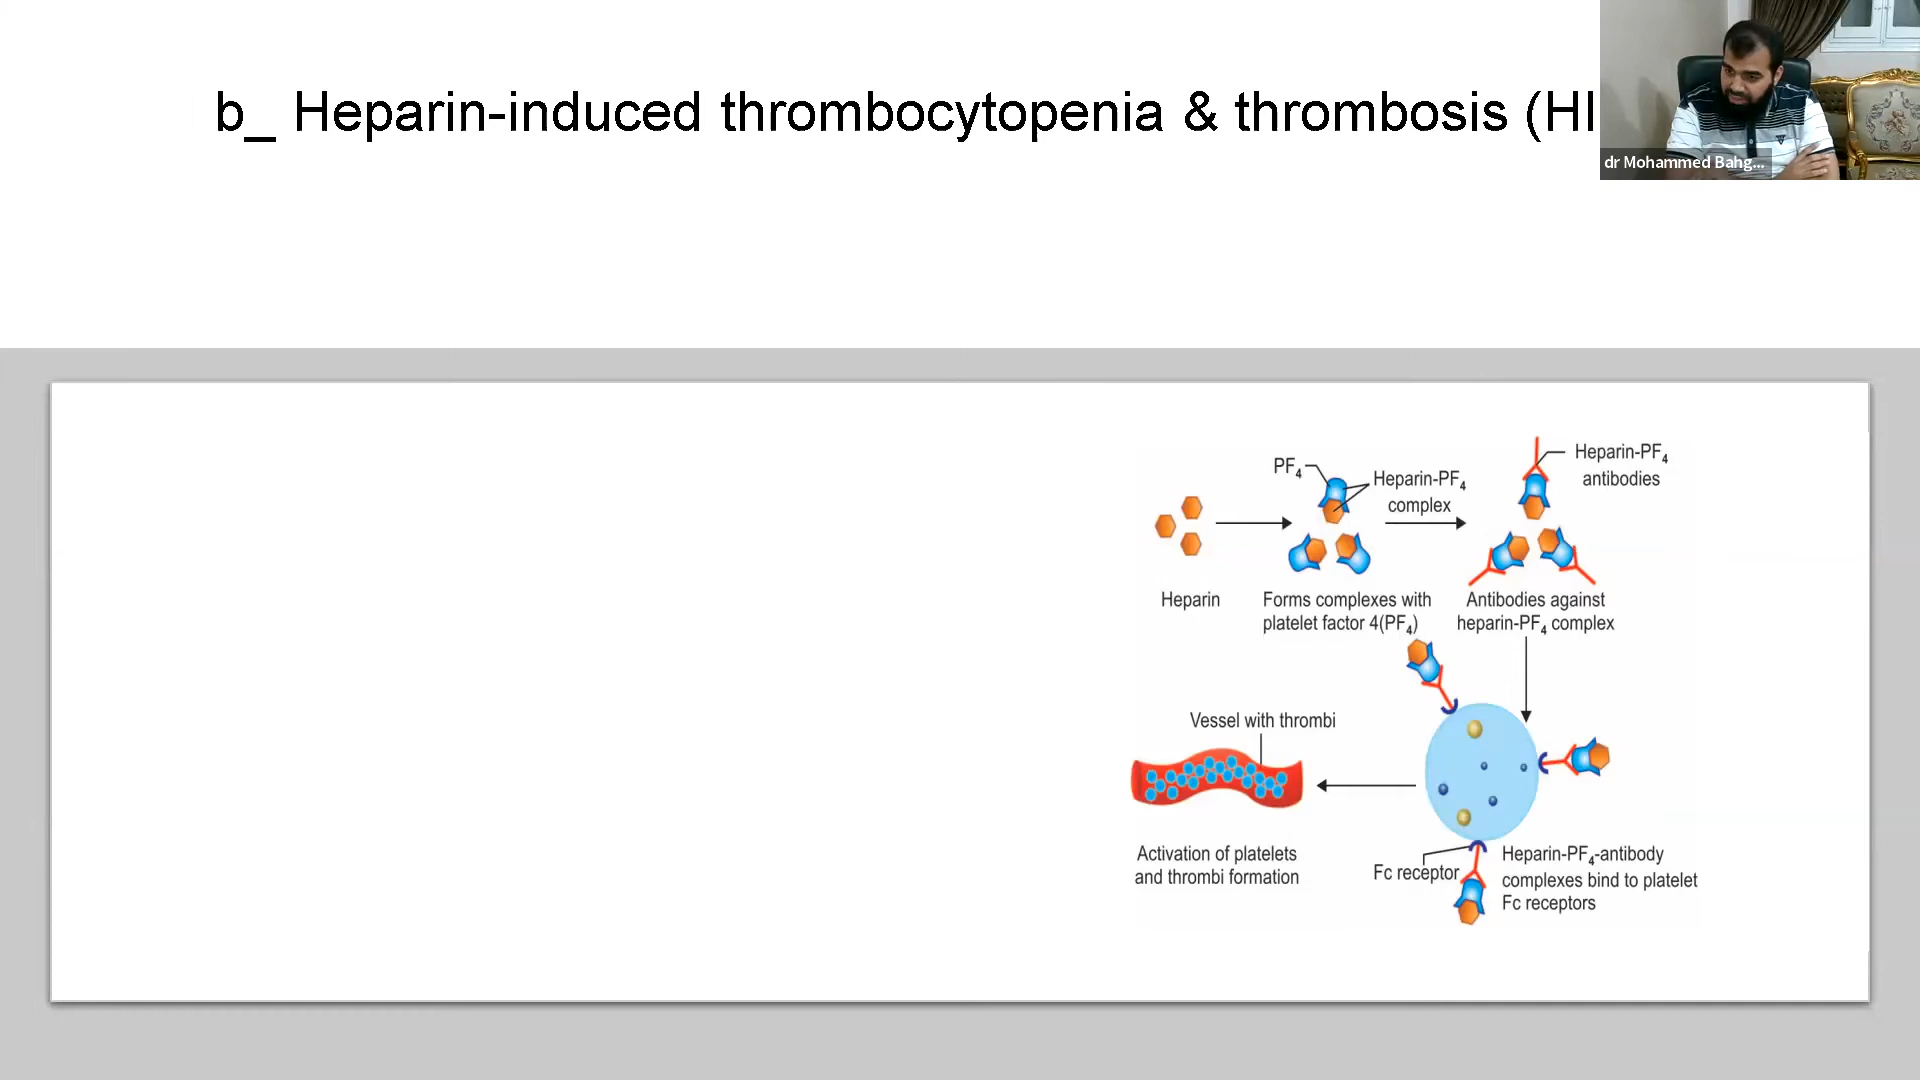 b_ Heparin-induced thrombocytopenia & thrombosis (HI
dr Mohammed Bahg...
PF4
Heparin-PF4
complex
Heparin-PF4
antibodies
Heparin
Forms complexes with
platelet factor 4(PF4)
Antibodies against
heparin-PF4 complex
Vessel with thrombi
Activation of platelets
and thrombi formation
Fc receptor
Heparin-PF4-antibody
complexes bind to platelet
Fc receptors